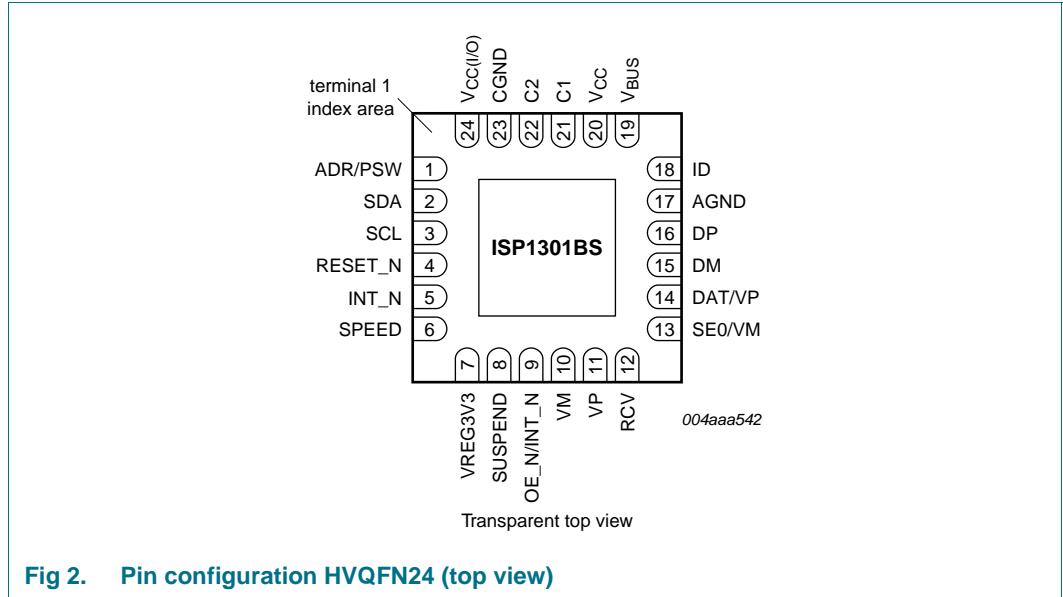 terminal 1
index area
VCC(I/O)
CGND
C2
C1
VCC
VBUS
24
23
22
21
20
19
ADR/PSW 1
SDA 2
SCL 3
RESET_N 4
INT_N 5
SPEED 6
ISP1301BS
18 ID
17 AGND
16 DP
15 DM
14 DAT/VP
13 SE0/VM
7
8
9
10
11
12
VREG3V3
SUSPEND
OE_N/INT_N
VM
VP
RCV
004aaa542
Transparent top view
Fig 2. Pin configuration HVQFN24 (top view)